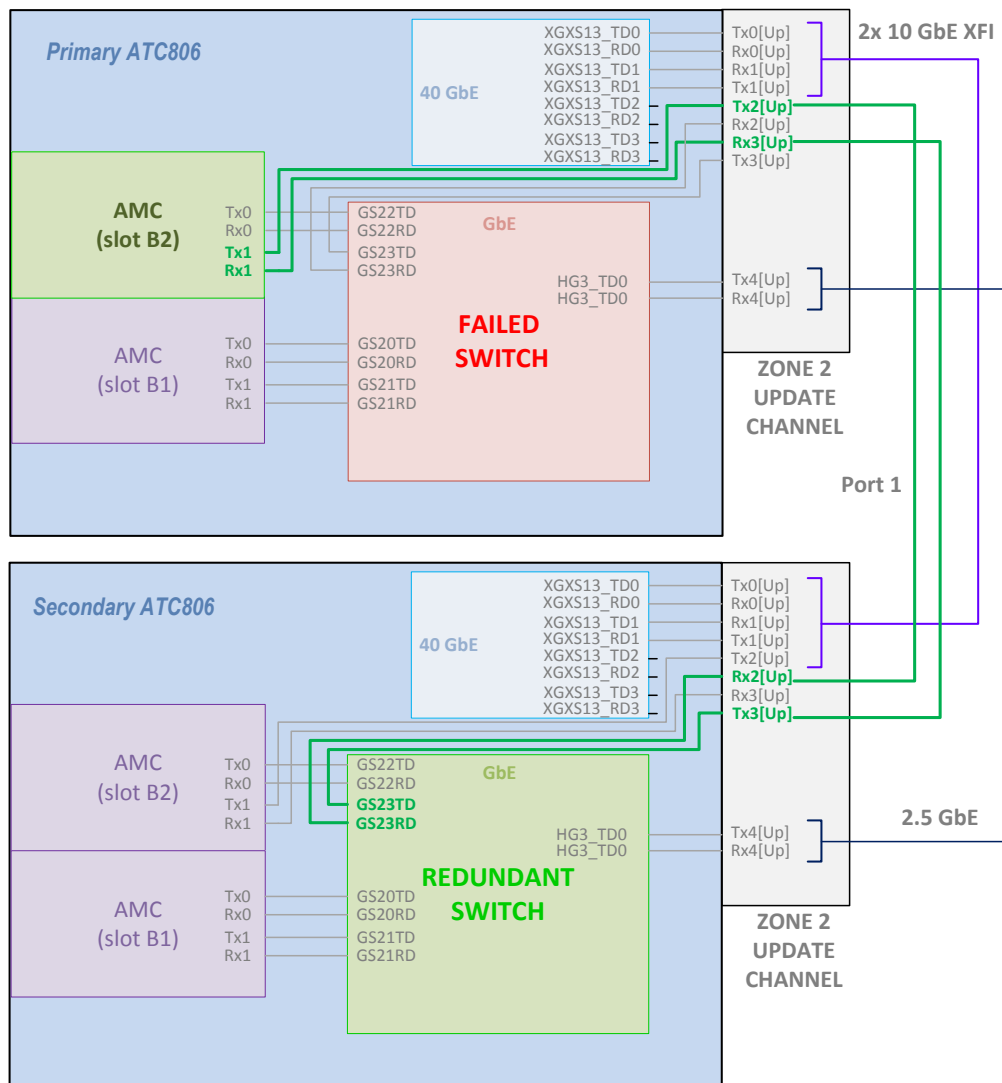 Primary ATC806
40 GbE
XGXS13_TD0
XGXS13_RD0
XGXS13_TD1
XGXS13_RD1
XGXS13_TD2
XGXS13_RD2
XGXS13_TD3
XGXS13_RD3
Tx0[Up]
Rx0[Up]
Rx1[Up]
Tx1[Up]
Tx2[Up]
Rx2[Up]
Rx3[Up]
Tx3[Up]
2x 10 GbE XFI
AMC
(slot B2)
Tx0
Rx0
Tx1
Rx1
GS22TD
GS22RD
GS23TD
GS23RD
GbE
HG3_TD0
HG3_TD0
Tx4[Up]
Rx4[Up]
FAILED
SWITCH
AMC
(slot B1)
Tx0
Rx0
Tx1
Rx1
GS20TD
GS20RD
GS21TD
GS21RD
ZONE 2
UPDATE
CHANNEL
Port 1
Secondary ATC806
40 GbE
XGXS13_TD0
XGXS13_RD0
XGXS13_TD1
XGXS13_RD1
XGXS13_TD2
XGXS13_RD2
XGXS13_TD3
XGXS13_RD3
Tx0[Up]
Rx0[Up]
Rx1[Up]
Tx1[Up]
Tx2[Up]
Rx2[Up]
Rx3[Up]
Tx3[Up]
AMC
(slot B2)
Tx0
Rx0
Tx1
Rx1
GS22TD
GS22RD
GS23TD
GS23RD
GbE
HG3_TD0
HG3_TD0
Tx4[Up]
Rx4[Up]
2.5 GbE
REDUNDANT
SWITCH
AMC
(slot B1)
Tx0
Rx0
Tx1
Rx1
GS20TD
GS20RD
GS21TD
GS21RD
ZONE 2
UPDATE
CHANNEL